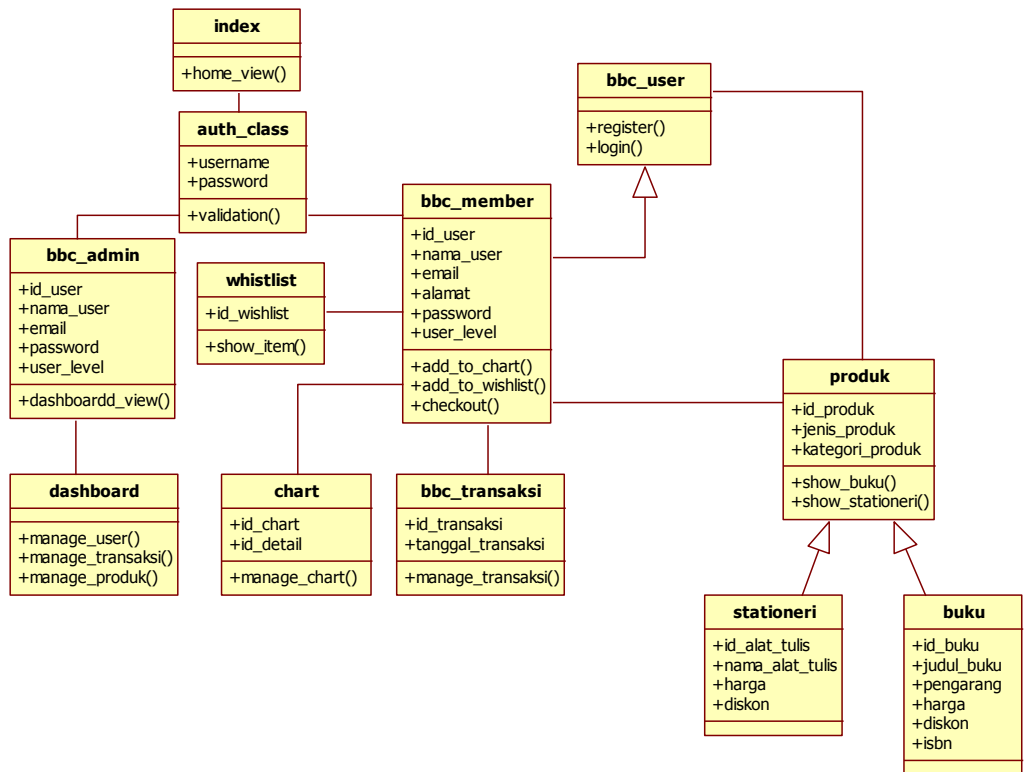 index
+home_view()
auth_class
+username
+password
+validation()
bbc_user
+register()
+login()
bbc_member
+id_user
+nama_user
+email
+alamat
+password
+user_level
+add_to_chart()
+add_to_wishlist()
+checkout()
bbc_admin
+id_user
+nama_user
+email
+password
+user_level
+dashboardd_view()
whistlist
+id_wishlist
+show_item()
produk
+id_produk
+jenis_produk
+kategori_produk
+show_buku()
+show_stationeri()
dashboard
+manage_user()
+manage_transaksi()
+manage_produk()
chart
+id_chart
+id_detail
+manage_chart()
bbc_transaksi
+id_transaksi
+tanggal_transaksi
+manage_transaksi()
stationeri
+id_alat_tulis
+nama_alat_tulis
+harga
+diskon
buku
+id_buku
+judul_buku
+pengarang
+harga
+diskon
+isbn